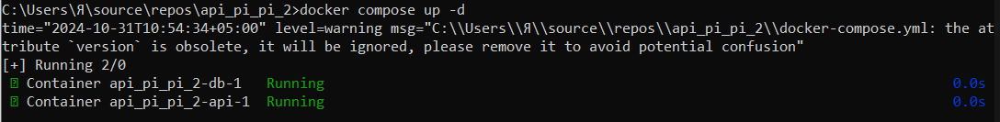 C:\Users\Я\source\repos\api_pi_pi_2>docker compose up -d
time="2024-10-31T10:54:34+05:00" level=warning msg="C:\\Users\\Я\\source\\repos\\api_pi_pi_2\\docker-compose.yml: the at
tribute `version` is obsolete, it will be ignored, please remove it to avoid potential confusion"
[+] Running 2/0
Container api_pi_pi_2-db-1 Running 0.0s
Container api_pi_pi_2-api-1 Running 0.0s